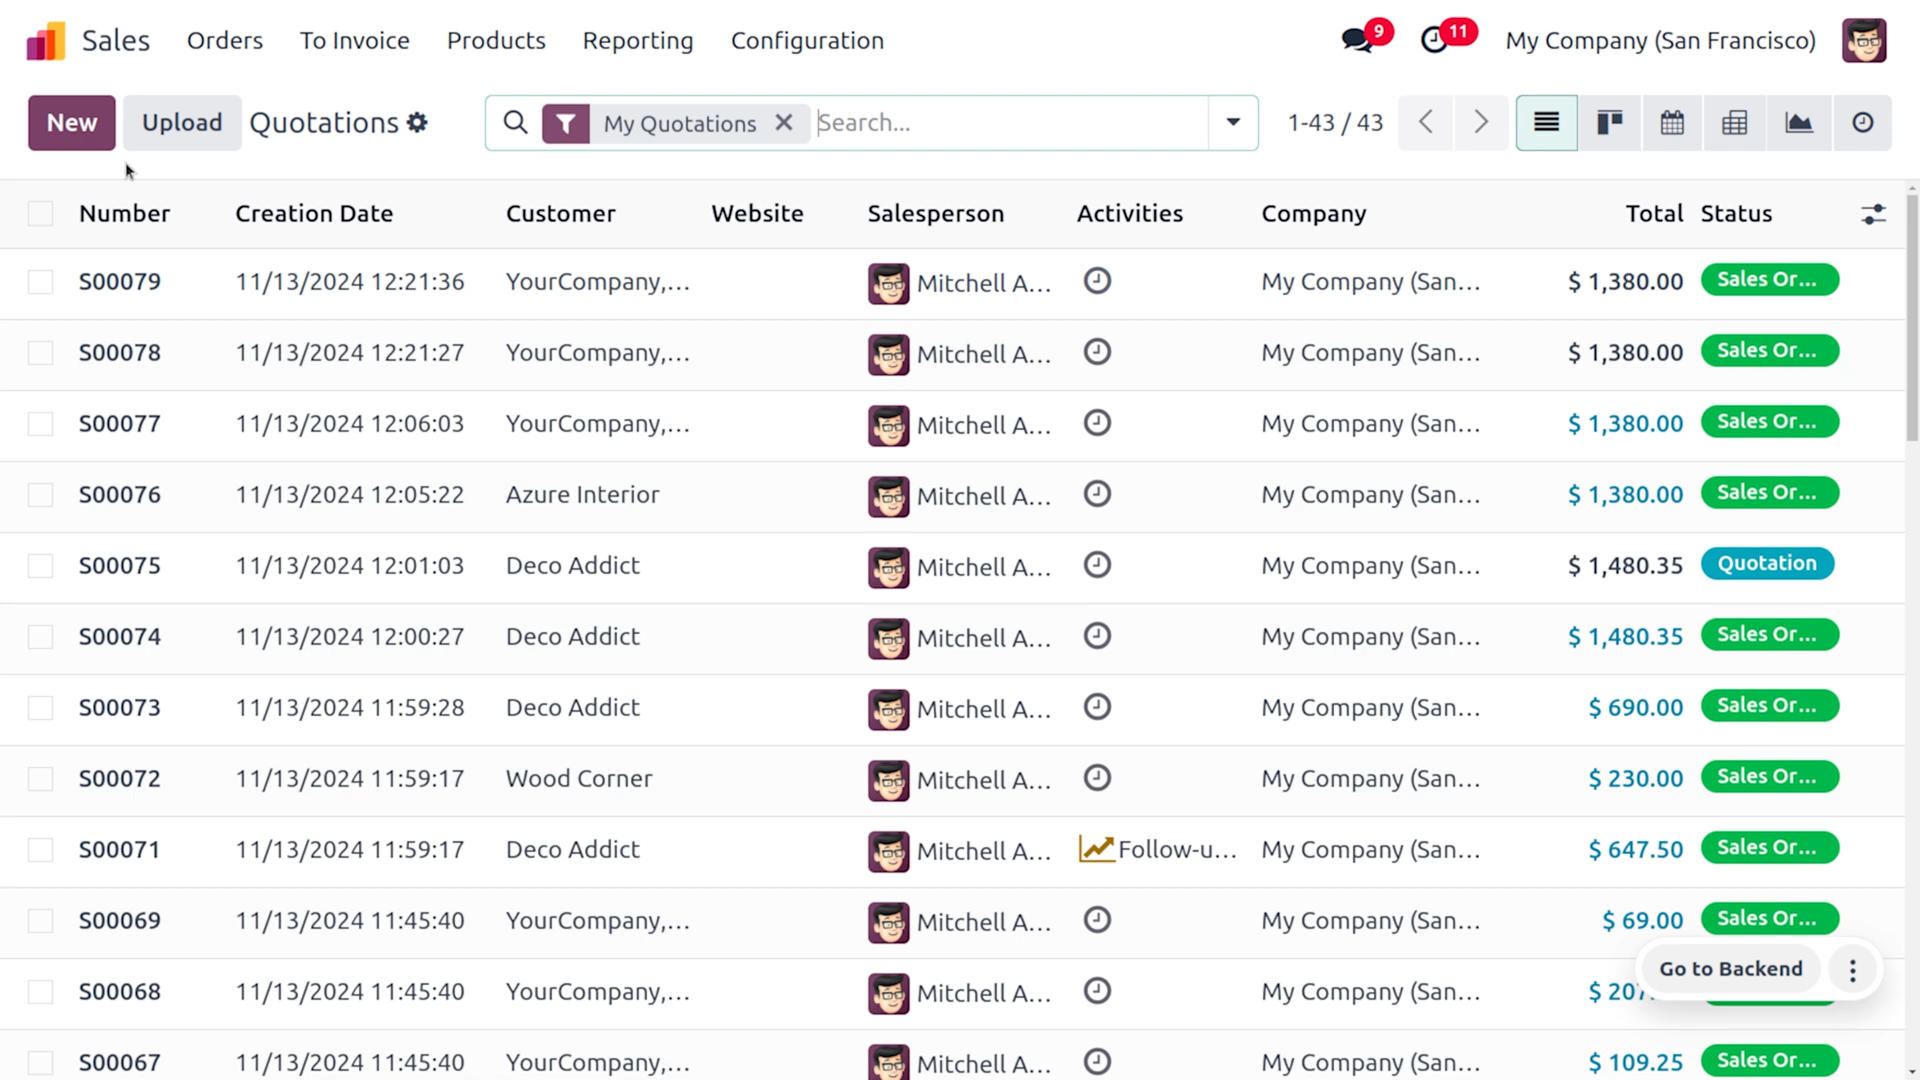 Sales Orders To Invoice Products Reporting Configuration 9 11 My Company (San Francisco)
New Upload Quotations My Quotations Search... 1-43 / 43
Number Creation Date Customer Website Salesperson Activities Company Total Status
S00079 11/13/2024 12:21:36 YourCompany,... Mitchell A... My Company (San... $ 1,380.00 Sales Or...
S00078 11/13/2024 12:21:27 YourCompany,... Mitchell A... My Company (San... $ 1,380.00 Sales Or...
S00077 11/13/2024 12:06:03 YourCompany,... Mitchell A... My Company (San... $ 1,380.00 Sales Or...
S00076 11/13/2024 12:05:22 Azure Interior Mitchell A... My Company (San... $ 1,380.00 Sales Or...
S00075 11/13/2024 12:01:03 Deco Addict Mitchell A... My Company (San... $ 1,480.35 Quotation
S00074 11/13/2024 12:00:27 Deco Addict Mitchell A... My Company (San... $ 1,480.35 Sales Or...
S00073 11/13/2024 11:59:28 Deco Addict Mitchell A... My Company (San... $ 690.00 Sales Or...
S00072 11/13/2024 11:59:17 Wood Corner Mitchell A... My Company (San... $ 230.00 Sales Or...
S00071 11/13/2024 11:59:17 Deco Addict Mitchell A... Follow-u... My Company (San... $ 647.50 Sales Or...
S00069 11/13/2024 11:45:40 YourCompany,... Mitchell A... My Company (San... $ 69.00 Sales Or...
Go to Backend
S00068 11/13/2024 11:45:40 YourCompany,... Mitchell A... My Company (San... $ 207.
S00067 11/13/2024 11:45:40 YourCompany,... Mitchell A... My Company (San... $ 109.25 Sales Or...